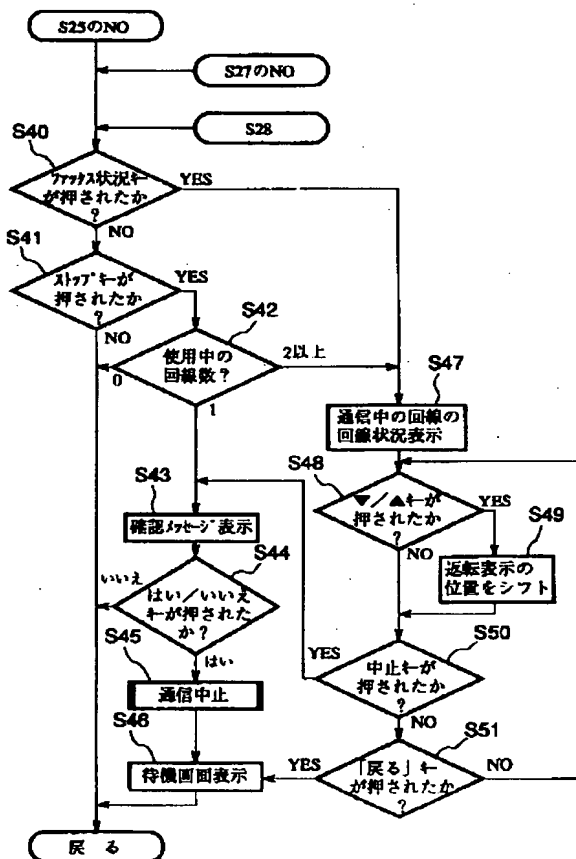 S25のNO
S27のNO
S28
S40
ファックス状況キー
が押されたか
?
YES
NO
S41
ストップキーが
押されたか
?
YES
NO
S42
使用中の
回線数?
0
2以上
1
S47
通信中の回線の
回線状況表示
S48
▼/▲キーが
押されたか
?
YES
NO
S49
返転表示の
位置をシフト
S43
確認メッセージ表示
S44
はい/いいえ
キーが押された
か?
いいえ
はい
S45
通信中止
S46
待機画面表示
S50
中止キーが
押されたか
?
YES
NO
S51
「戻る」キー
が押されたか
?
YES
NO
戻る